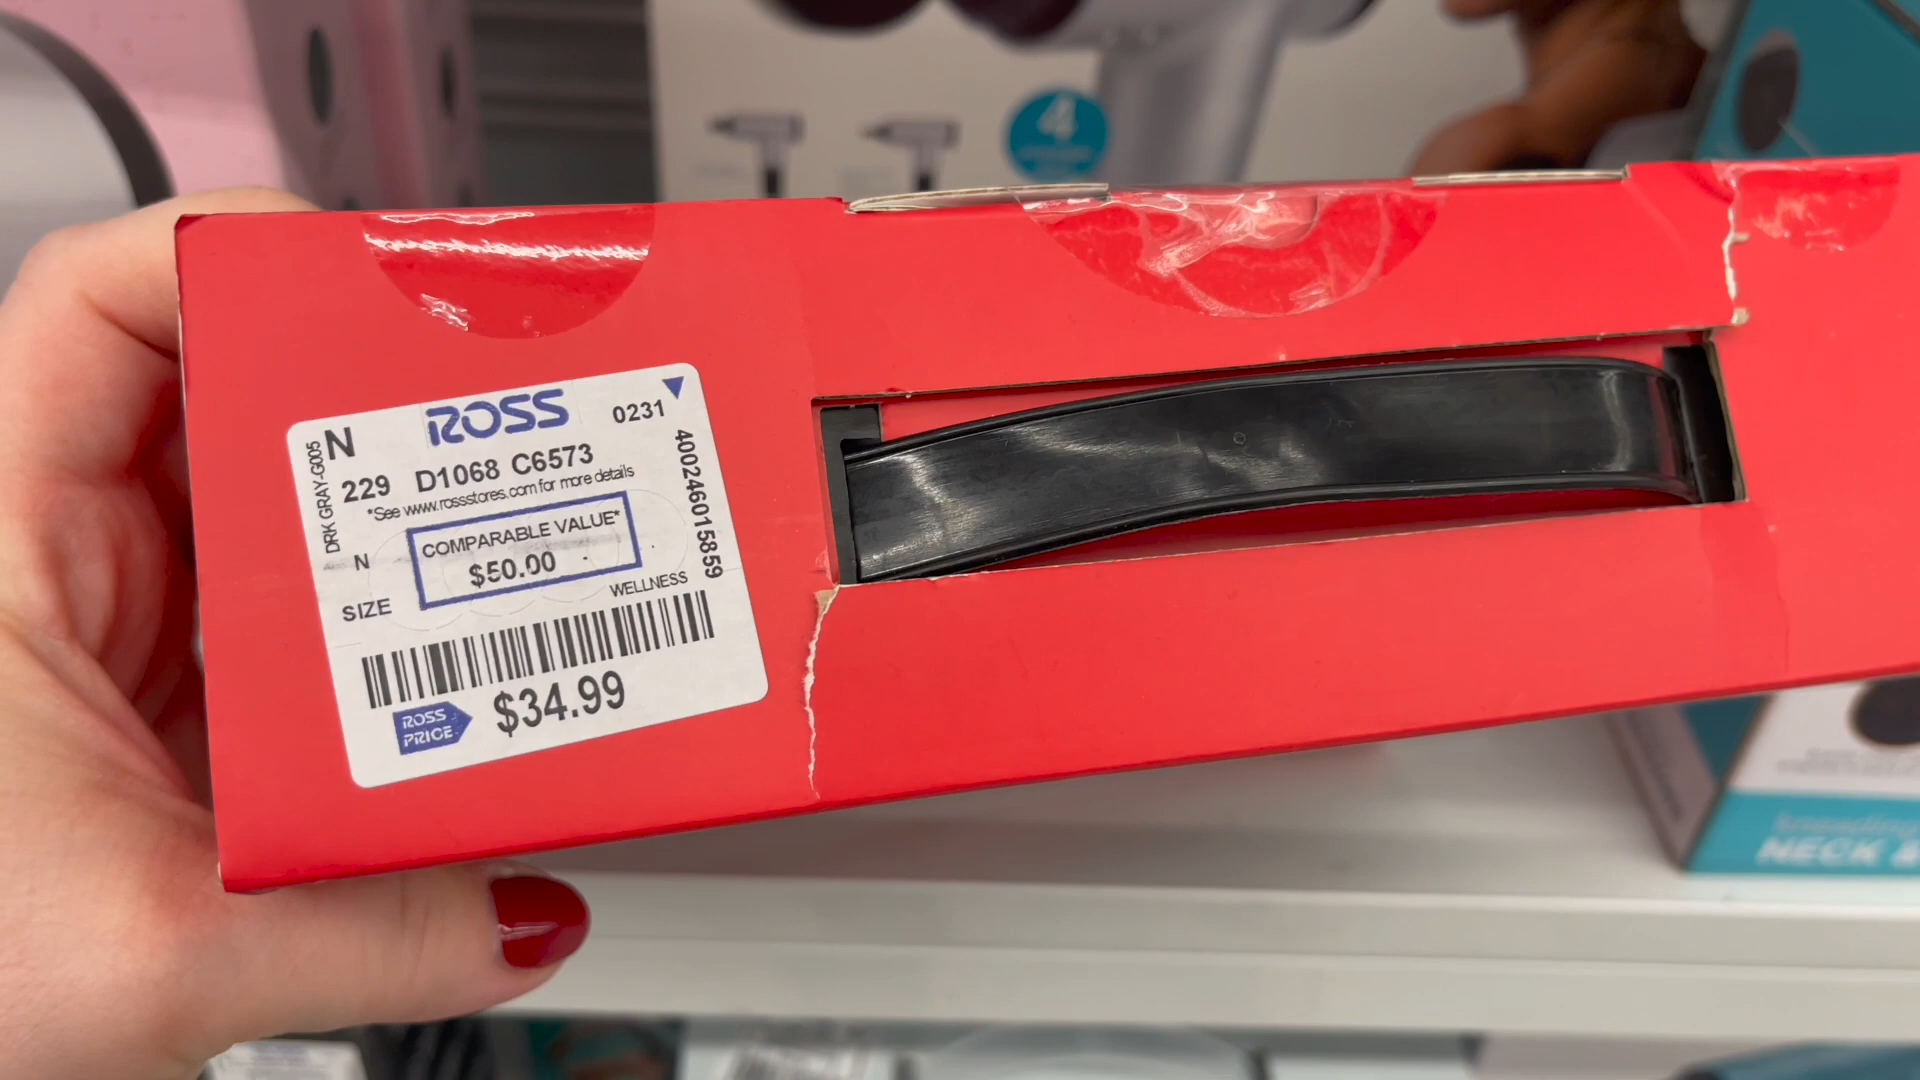 4
N ROSS 0231
229 D1068 C6573
*See www.rossstores.com for more details
DRK GRAY-G005
N
COMPARABLE VALUE*
$50.00
400246015859
SIZE
WELLNESS
ROSS
PRICE
$34.99
kneading
NECK &